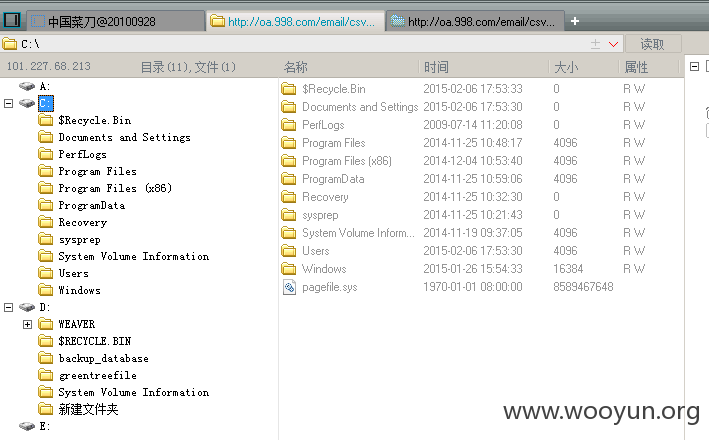 中国菜刀@20100928 http://oa.998.com/email/csv... http://oa.998.com/email/csv...
C:\ 读取
101.227.68.213 目录(11),文件(1) 名称 时间 大小 属性
A:
C:
$Recycle.Bin
Documents and Settings
PerfLogs
Program Files
Program Files (x86)
ProgramData
Recovery
sysprep
System Volume Information
Users
Windows
D:
WEAVER
$RECYCLE.BIN
backup_database
greentreefile
System Volume Information
新建文件夹
E:
$Recycle.Bin 2015-02-06 17:53:33 0 R W
Documents and Settings 2015-02-06 17:53:30 0 R W
PerfLogs 2009-07-14 11:20:08 0 R W
Program Files 2014-11-25 10:48:17 4096 R W
Program Files (x86) 2014-12-04 10:53:40 4096 R W
ProgramData 2014-11-25 10:59:06 4096 R W
Recovery 2014-11-25 10:32:30 0 R W
sysprep 2014-11-25 10:21:43 0 R W
System Volume Inform... 2014-11-19 09:37:05 4096 R W
Users 2015-02-06 17:53:30 4096 R W
Windows 2015-01-26 15:54:33 16384 R W
pagefile.sys 1970-01-01 08:00:00 8589467648
www.wooyun.org